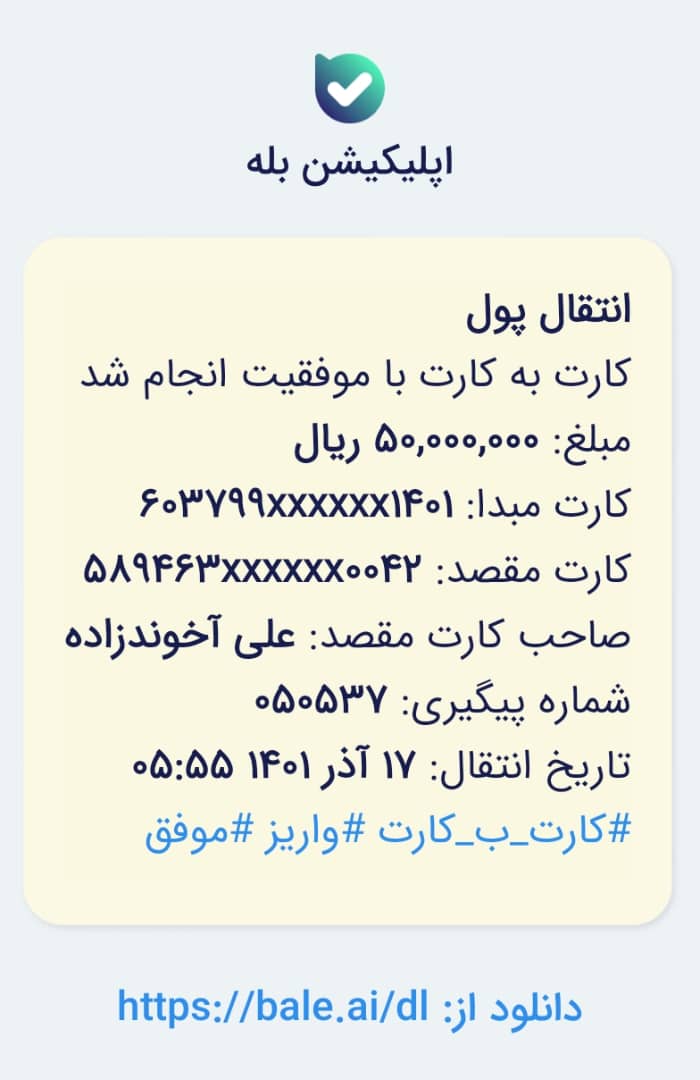 اپلیکیشن بله
انتقال پول
کارت به کارت با موفقیت انجام شد
مبلغ: ۵۰,۰۰۰,۰۰۰ ریال
کارت مبدا: ۶۰۳۷۹۹xxxxxx۱۴۰۱
کارت مقصد: ۵۸۹۴۶۳xxxxxx۰۰۴۲
صاحب کارت مقصد: علی آخوندزاده
شماره پیگیری: ۰۵۰۵۳۷
تاریخ انتقال: ۱۷ آذر ۱۴۰۱ ۰۵:۵۵
#کارت_ب_کارت #واریز #موفق
دانلود از: https://bale.ai/dl